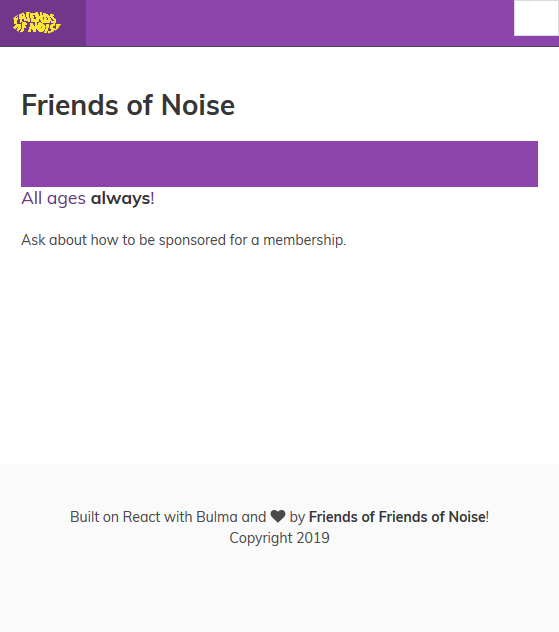 FRIENDS
OF NOISE
Friends of Noise
All ages always!
Ask about how to be sponsored for a membership.
Built on React with Bulma and ❤ by Friends of Friends of Noise!
Copyright 2019